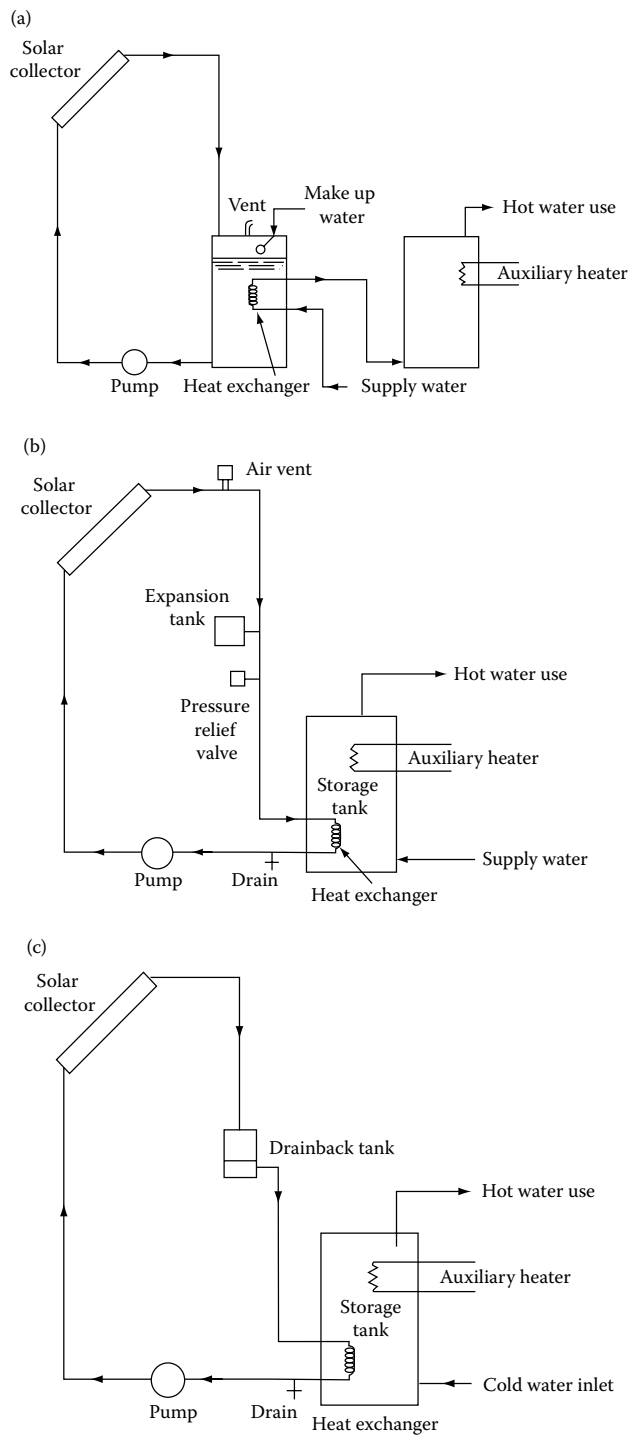 (a)
Solar
collector
Vent
Make up
water
Hot water use
Auxiliary heater
Pump
Heat exchanger
Supply water
(b)
Solar
collector
Air vent
Expansion
tank
Pressure
relief
valve
Hot water use
Auxiliary heater
Storage
tank
Supply water
Pump
Drain
Heat exchanger
(c)
Solar
collector
Drainback tank
Hot water use
Auxiliary heater
Storage
tank
Cold water inlet
Pump
Drain
Heat exchanger